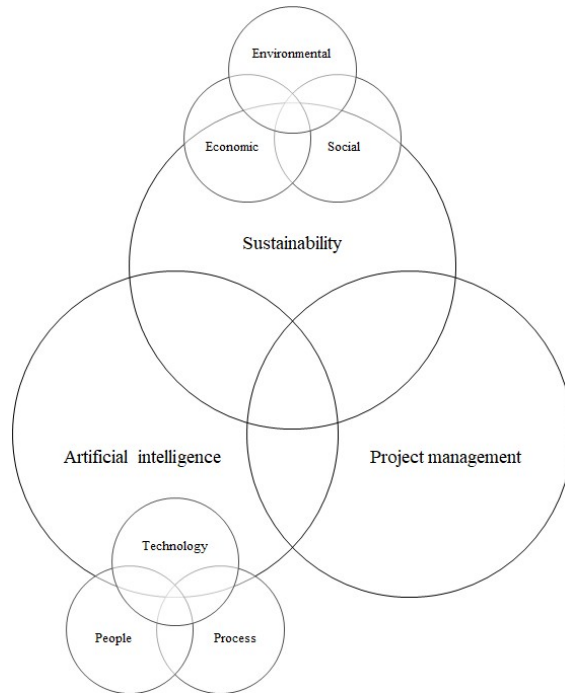 Environmental
Economic
Social
Sustainability
Artificial intelligence
Project management
Technology
People
Process